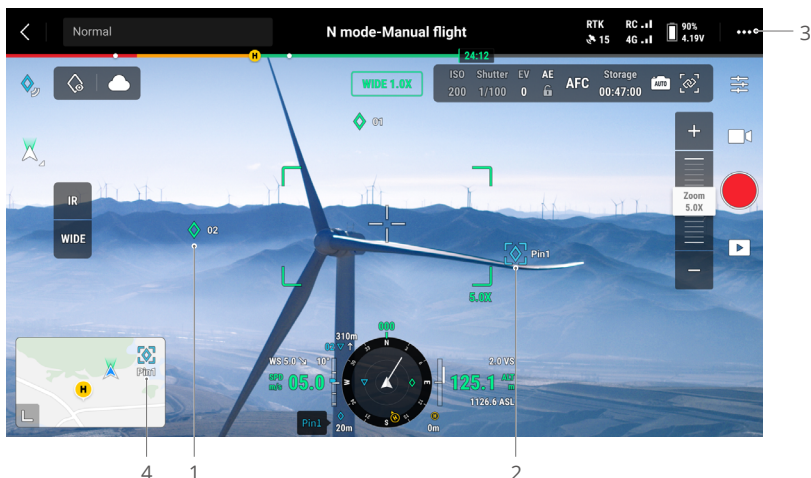 Normal
N mode-Manual flight
RTK RC 90%
15 4G 4.19V
3
H
24:12
WIDE 1.0X
ISO Shutter EV AE AFC Storage AUTO
200 1/100 0 00:47:00
01
+
IR
Zoom
5.0X
WIDE
02
Pin1
−
5.0X
310m
000
02
N
WS 5.0 10°
2.0 VS
SPD
m/s
05.0
W
E
125.1
ALT
m
1126.6 ASL
Pin1
H
S
H
Pin1
20m
0m
4
1
2